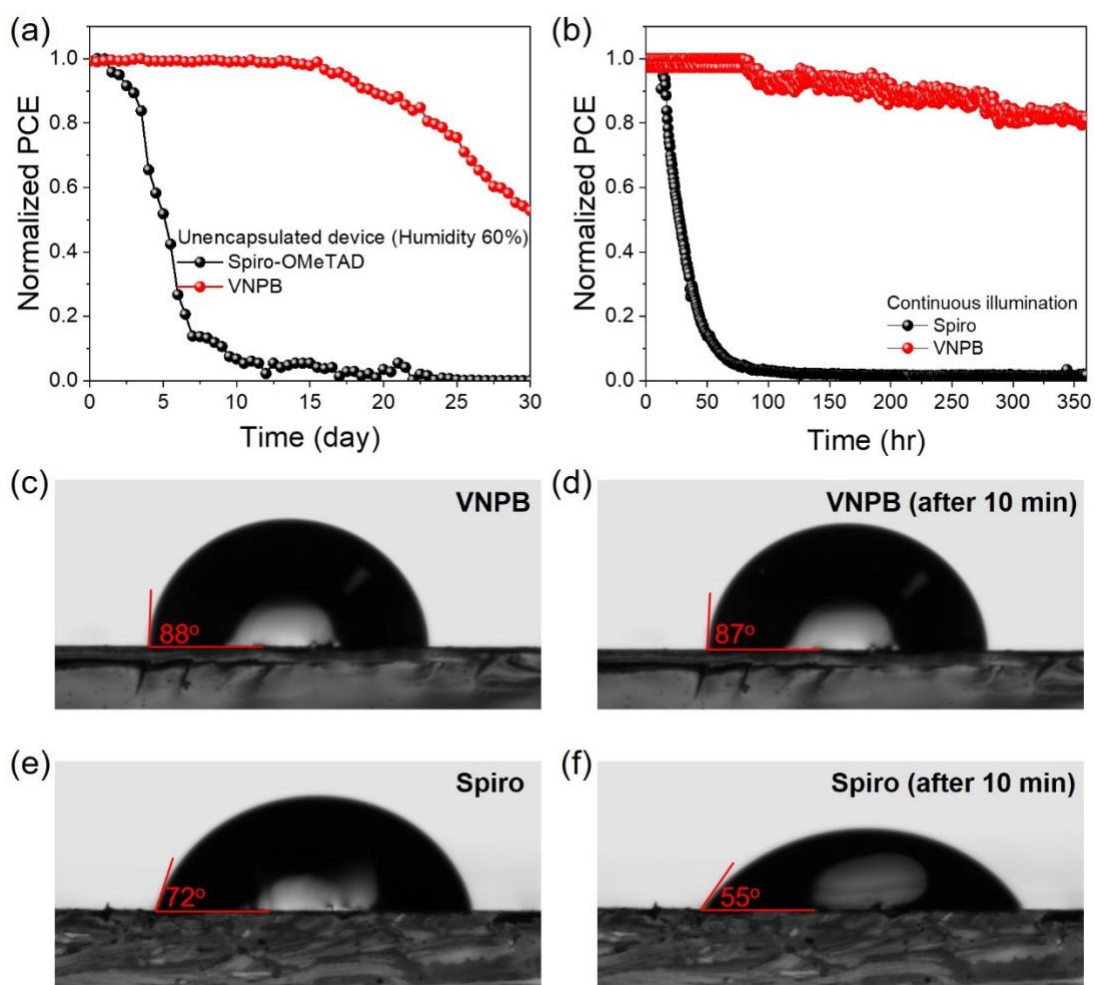 (a)
Normalized PCE
1.0
0.8
0.6
0.4
0.2
0.0
Unencapsulated device (Humidity 60%)
Spiro-OMeTAD
VNPB
0 5 10 15 20 25 30
Time (day)
(b)
Normalized PCE
1.0
0.8
0.6
0.4
0.2
0.0
Continuous illumination
Spiro
VNPB
0 50 100 150 200 250 300 350
Time (hr)
(c)
VNPB
88°
(d)
VNPB (after 10 min)
87°
(e)
Spiro
72°
(f)
Spiro (after 10 min)
55°